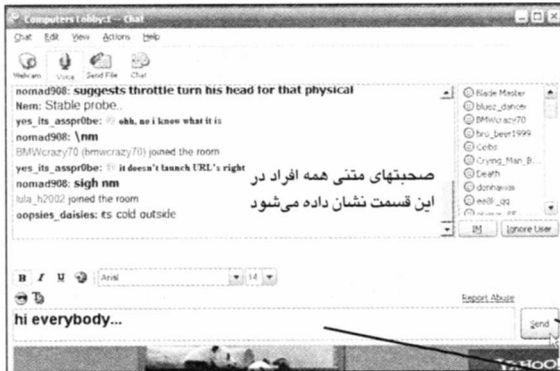 Computers Lobby:1 -- Chat
Chat Edit View Actions Help
Webcam Voice Send File Chat
nomad908: suggests throttle turn his head for that physical
Nem: Stable probe..
yes_its_asspr0be: ohh, no i know what it is
nomad908: \nm
BMWcrazy70 (bmwcrazy70) joined the room
yes_its_asspr0be: it doesn't launch URL's right
nomad908: sigh nm
lula_h2002 joined the room
oopsies_daisies: its cold outside
صحبتهای متنی همه افراد در
این قسمت نشان داده می‌شود
Blade Master
bluez_dancer
BMWcrazy70
bru_beer1999
Cebs
Crying_Man_B...
Death
donhawas
IM Ignore User
B I U Arial 14
Report Abuse
hi everybody...
Send
YAHOO